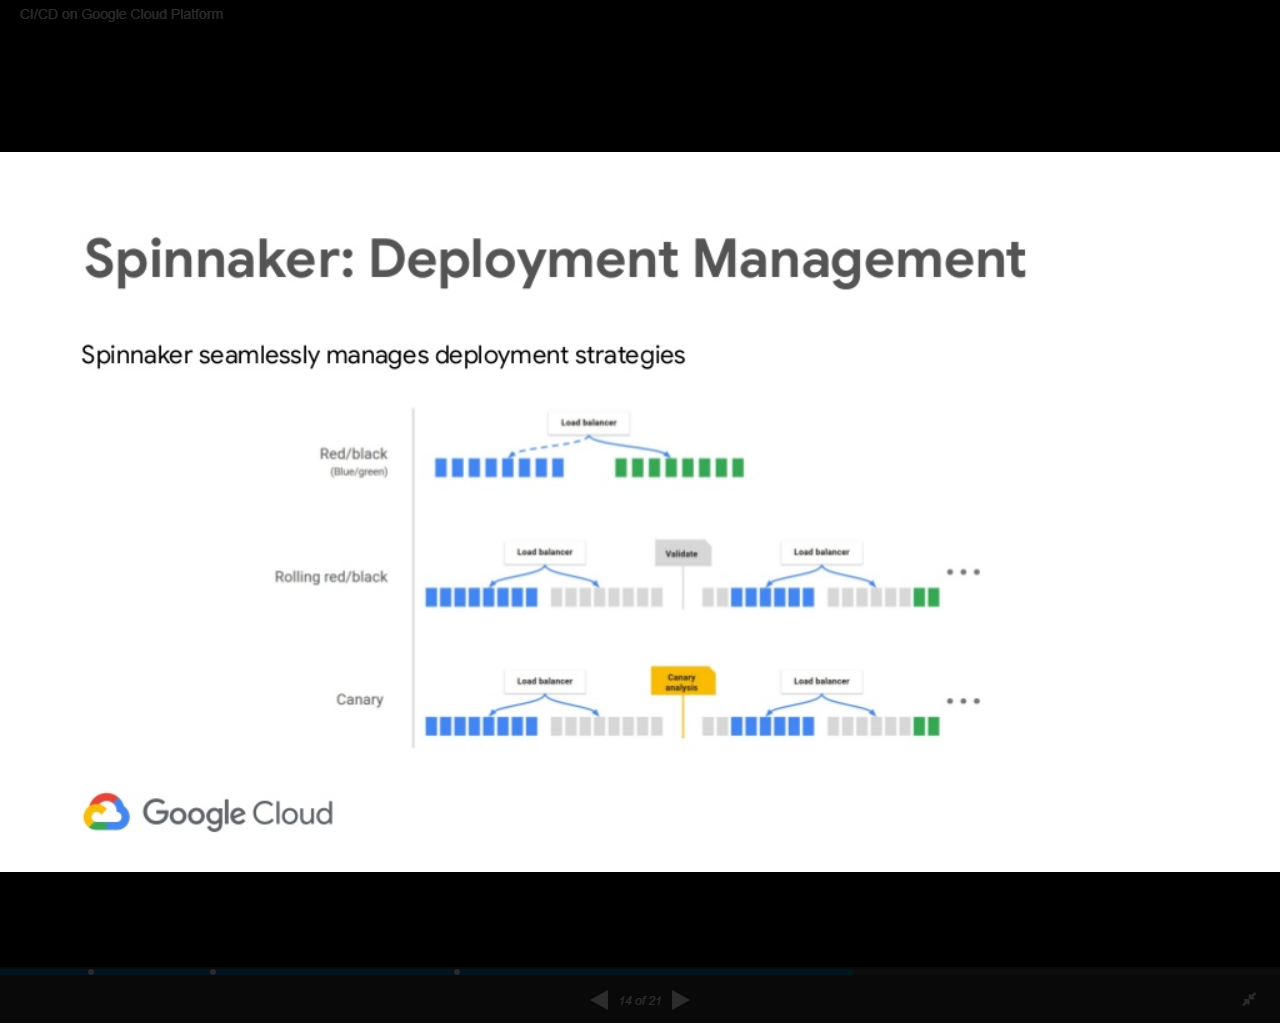 CI/CD on Google Cloud Platform
Spinnaker: Deployment Management
Spinnaker seamlessly manages deployment strategies
Load balancer
Red/black
(Blue/green)
Load balancer
Validate
Load balancer
Rolling red/black
Load balancer
Canary
analysis
Load balancer
Canary
Google Cloud
14 of 21